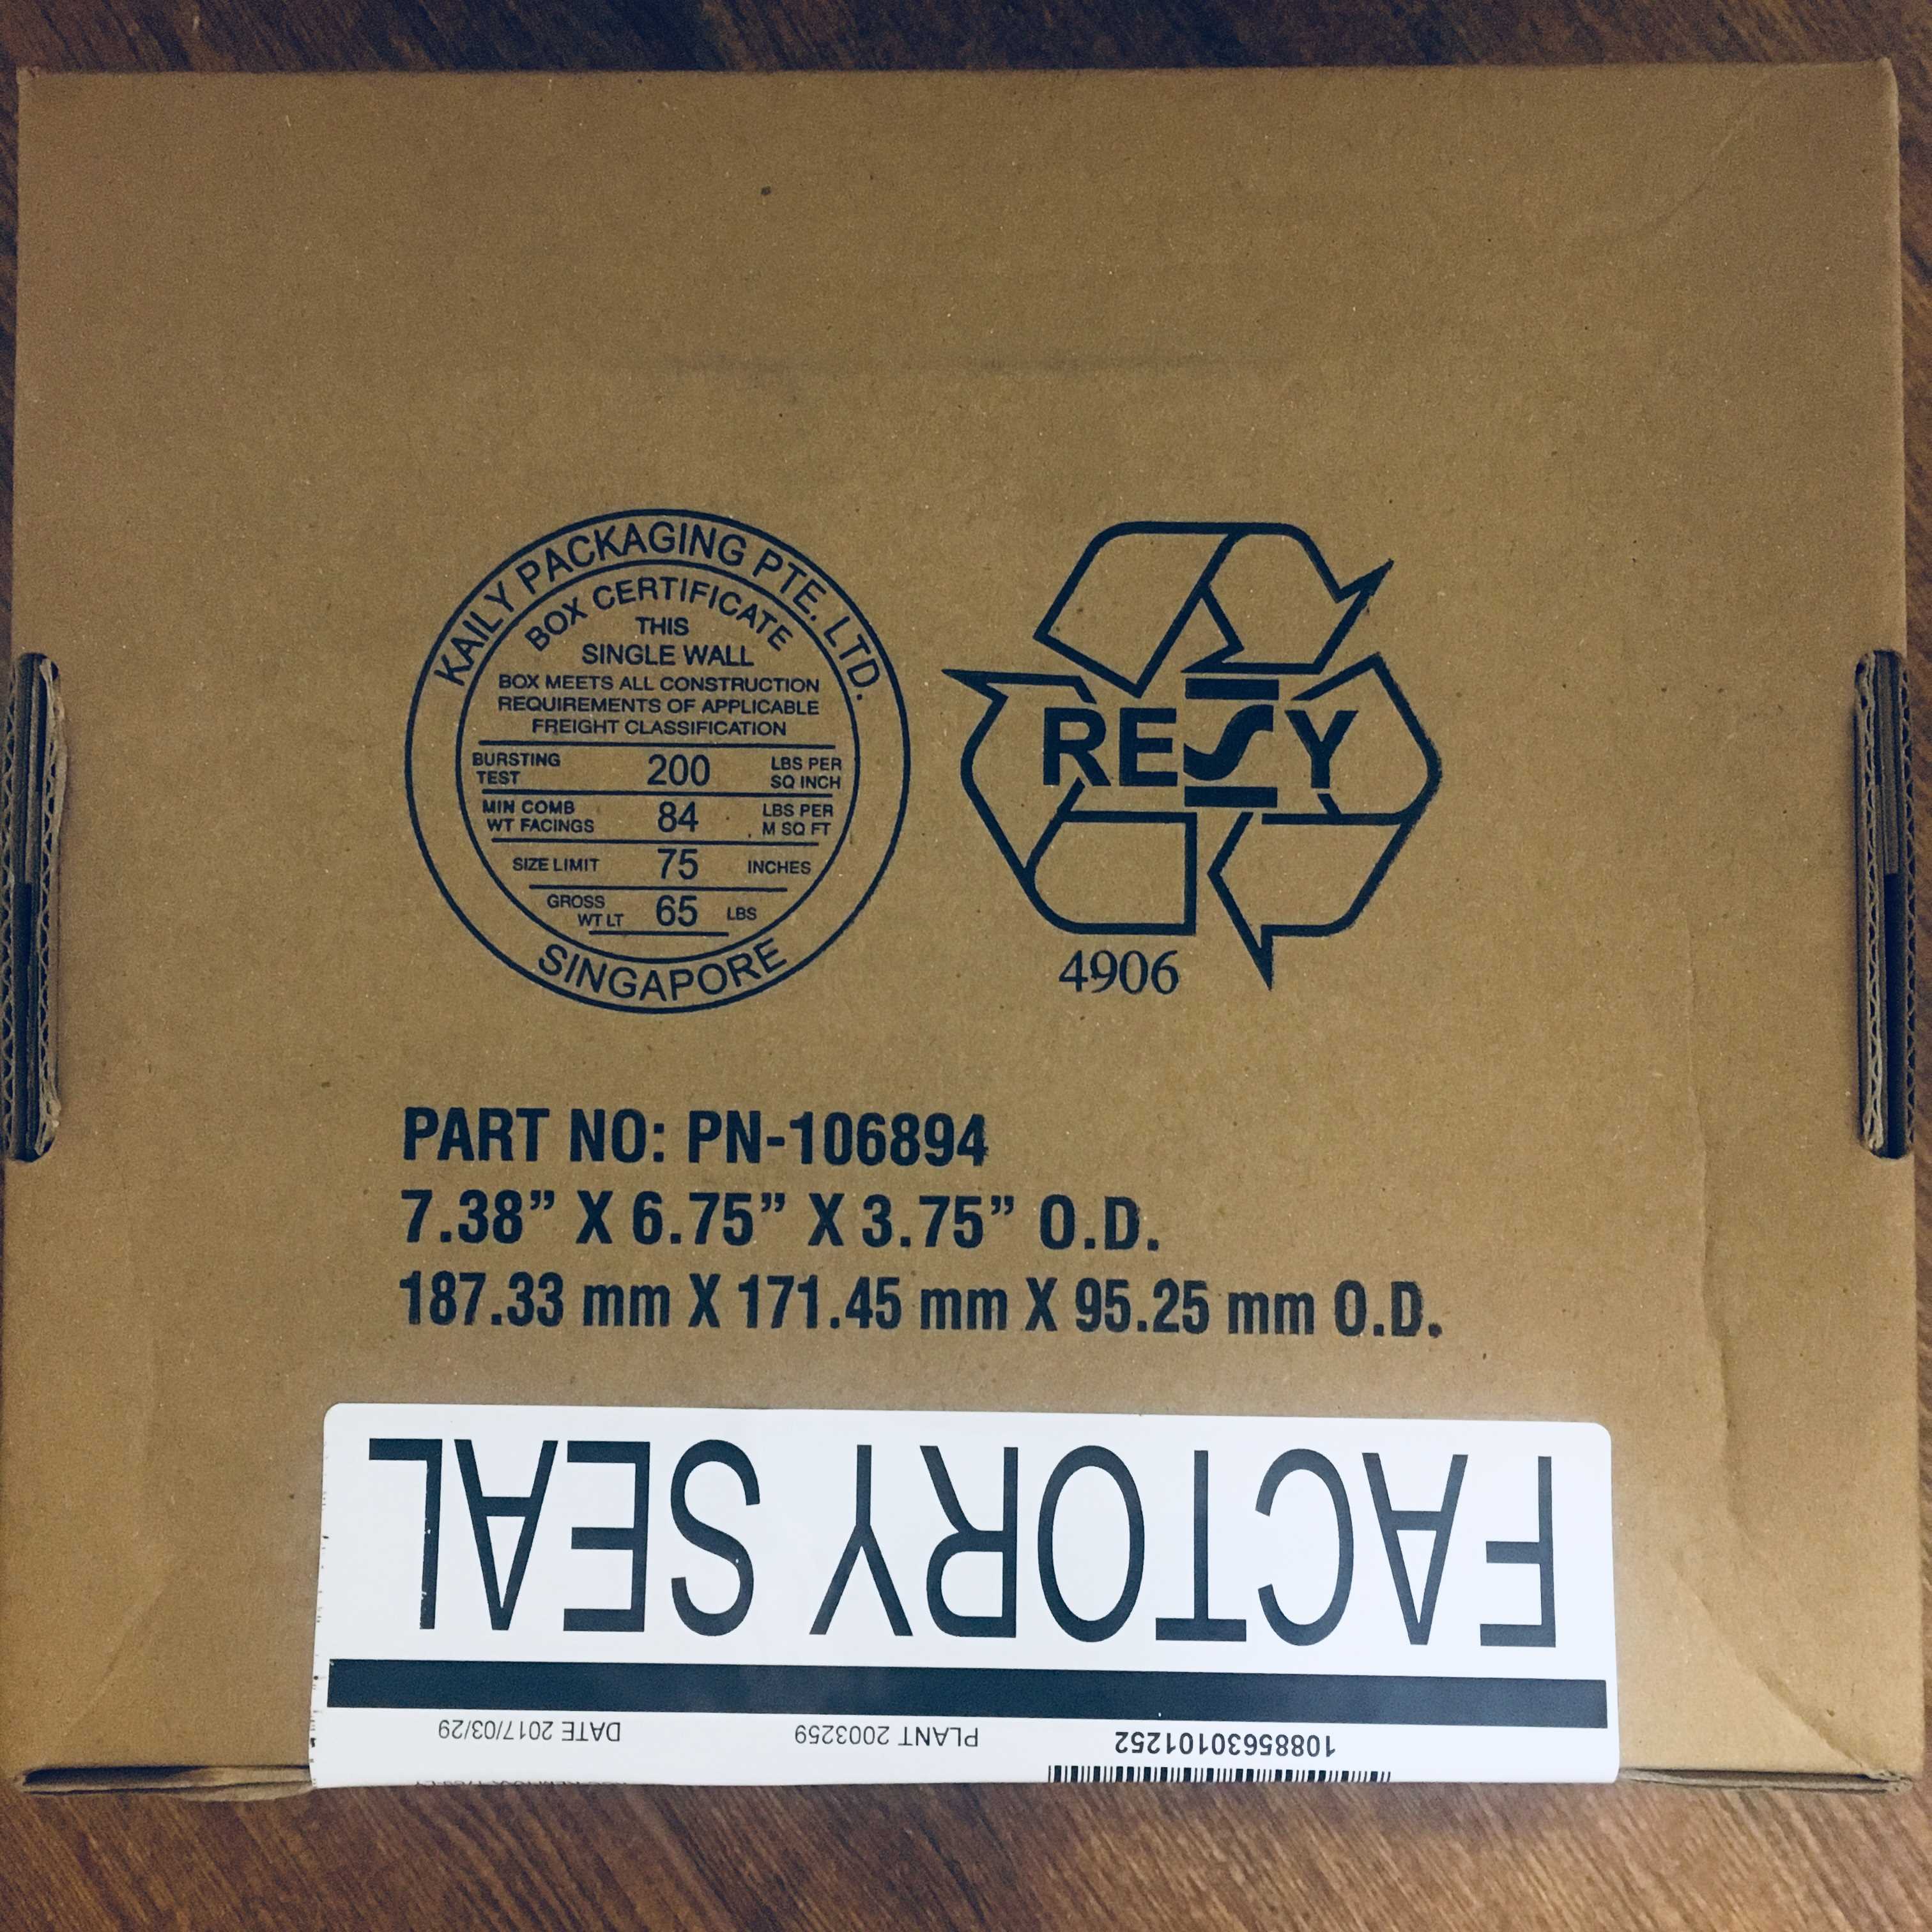 KAILY PACKAGING PTE. LTD.
BOX CERTIFICATE
THIS
SINGLE WALL
BOX MEETS ALL CONSTRUCTION
REQUIREMENTS OF APPLICABLE
FREIGHT CLASSIFICATION
BURSTING TEST 200 LBS PER SQ INCH
MIN COMB WT FACINGS 84 LBS PER M SQ FT
SIZE LIMIT 75 INCHES
GROSS WT LT 65 LBS
SINGAPORE
RESY
4906
PART NO: PN-106894
7.38” X 6.75” X 3.75” O.D.
187.33 mm X 171.45 mm X 95.25 mm O.D.
FACTORY SEAL
10885630101252 PLANT 2003259 DATE 2017/03/29